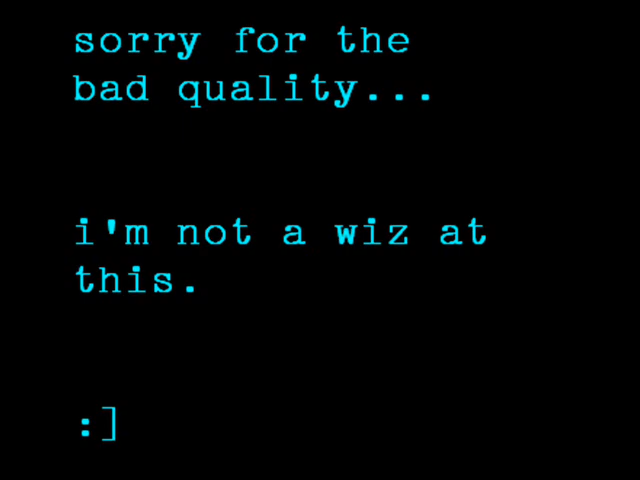 sorry for the
bad quality...
i'm not a wiz at
this.
:]